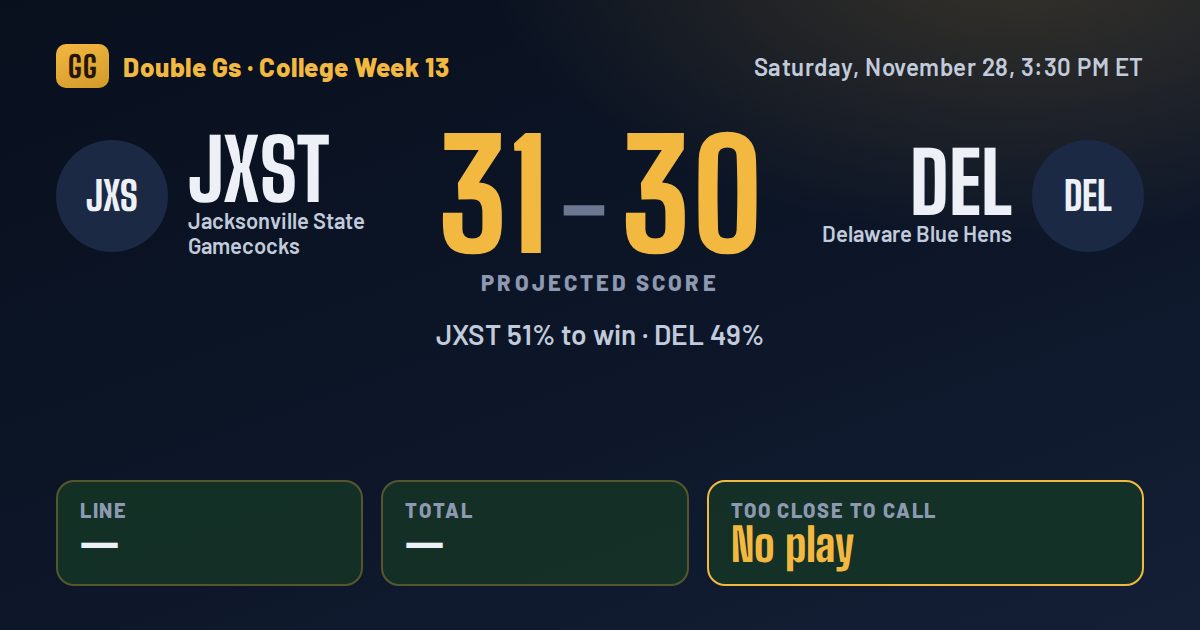 GG
Double Gs · College Week 13
Saturday, November 28, 3:30 PM ET
JXS
JXST
Jacksonville State
Gamecocks
31 – 30
PROJECTED SCORE
JXST 51% to win · DEL 49%
DEL
Delaware Blue Hens
DEL
LINE
—
TOTAL
—
TOO CLOSE TO CALL
No play